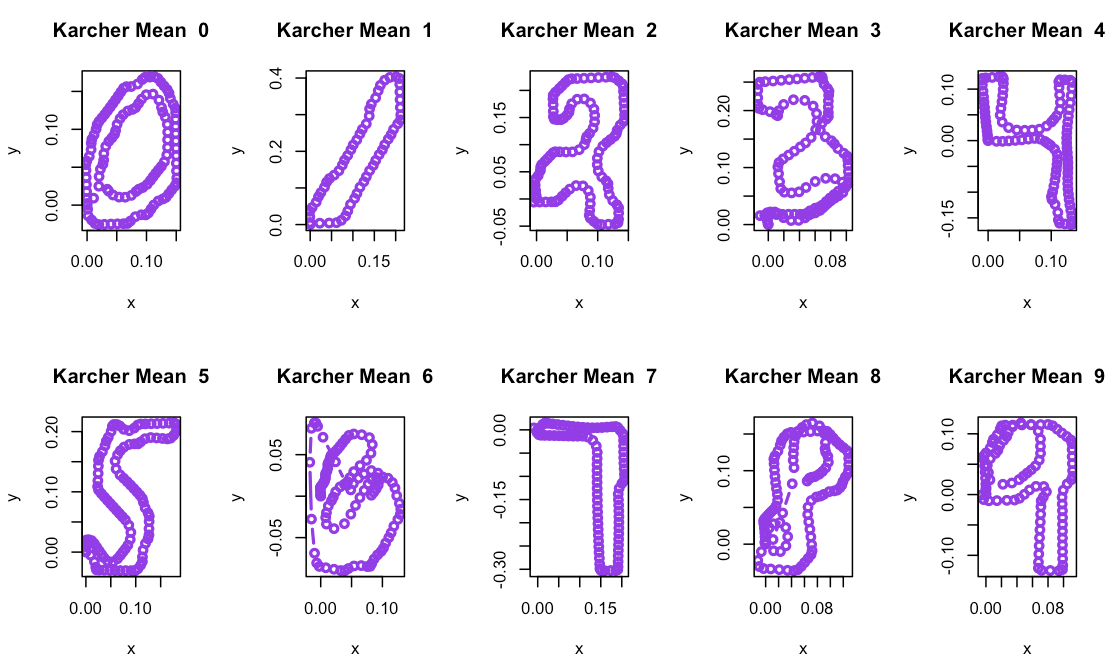 Karcher Mean  0
y
0.00 0.10
0.00 0.10
x
Karcher Mean  1
y
0.0 0.2 0.4
0.00 0.15
x
Karcher Mean  2
y
-0.05 0.05 0.15
0.00 0.10
x
Karcher Mean  3
y
0.00 0.10 0.20
0.00 0.08
x
Karcher Mean  4
y
-0.15 0.00 0.10
0.00 0.10
x
Karcher Mean  5
y
0.00 0.10 0.20
0.00 0.10
x
Karcher Mean  6
y
-0.05 0.05
0.00 0.10
x
Karcher Mean  7
y
-0.30 -0.15 0.00
0.00 0.15
x
Karcher Mean  8
y
0.00 0.10
0.00 0.08
x
Karcher Mean  9
y
-0.10 0.00 0.10
0.00 0.08
x